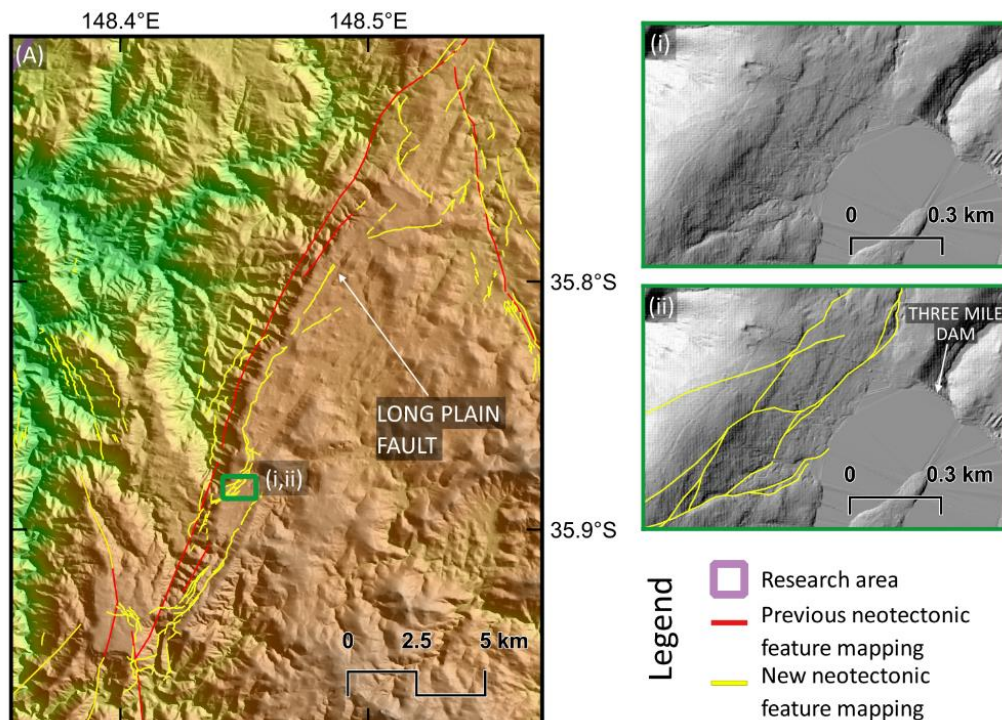 148.4°E
148.5°E
(A)
35.8°S
35.9°S
LONG PLAIN
FAULT
(i,ii)
0 2.5 5 km
(i)
0 0.3 km
(ii)
THREE MILE
DAM
0 0.3 km
Legend
Research area
Previous neotectonic
feature mapping
New neotectonic
feature mapping